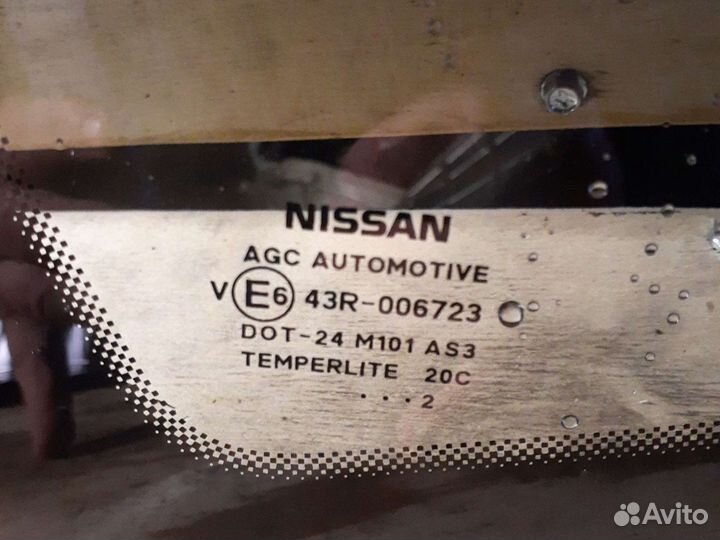 NISSAN
AGC AUTOMOTIVE
V E6 43R-006723
DOT-24 M101 AS3
TEMPERLITE 20C
...2
Avito